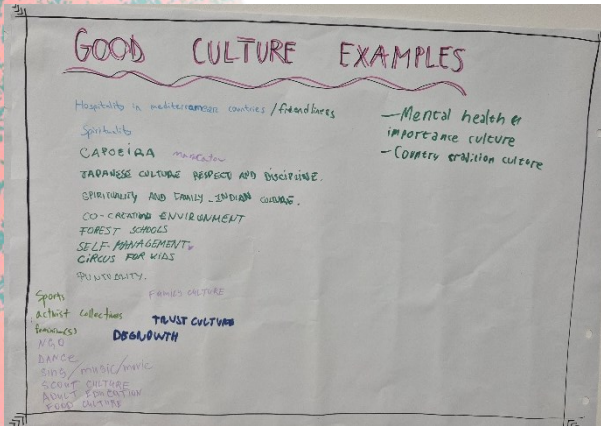 GOOD CULTURE EXAMPLES
Hospitality in mediterranean countries / friendliness
Spirituality
CAPOEIRA
JAPANESE CULTURE RESPECT AND DISCIPLINE.
SPIRITUALITY AND FAMILY - INDIAN CULTURE.
CO-CREATING ENVIRONMENT
FOREST SCHOOLS
SELF-MANAGEMENT.
CIRCUS FOR KIDS
PUNTUALITY.
— Mental health &
importance culture
— Country tradition culture
FAMILY CULTURE
TRUST CULTURE
DEGROWTH
Sports
activist collectives
feminism(s)
NGO
DANCE
sing/music/movie
SCOUT CULTURE
ADULT EDUCATION
FOOD CULTURE